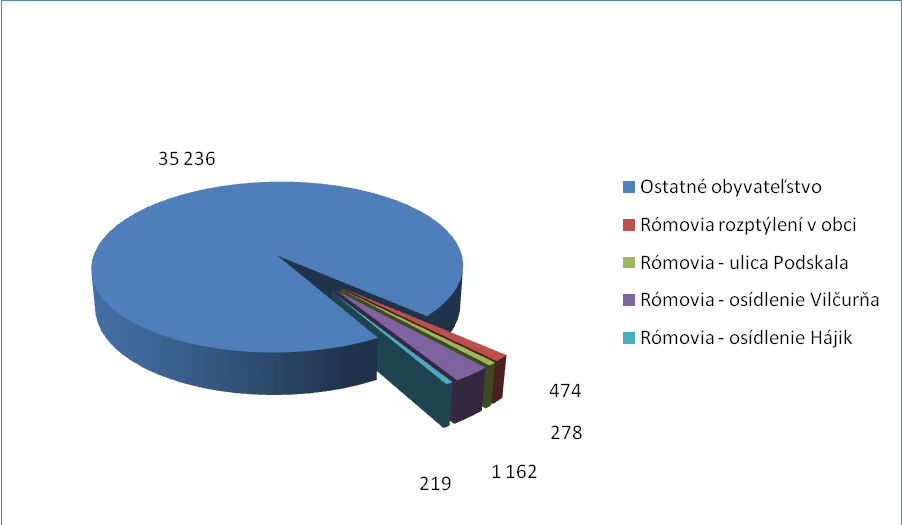 35 236
Ostatné obyvateľstvo
Rómovia rozptýlení v obci
Rómovia - ulica Podskala
Rómovia - osídlenie Vilčurňa
Rómovia - osídlenie Hájik
474
278
1 162
219